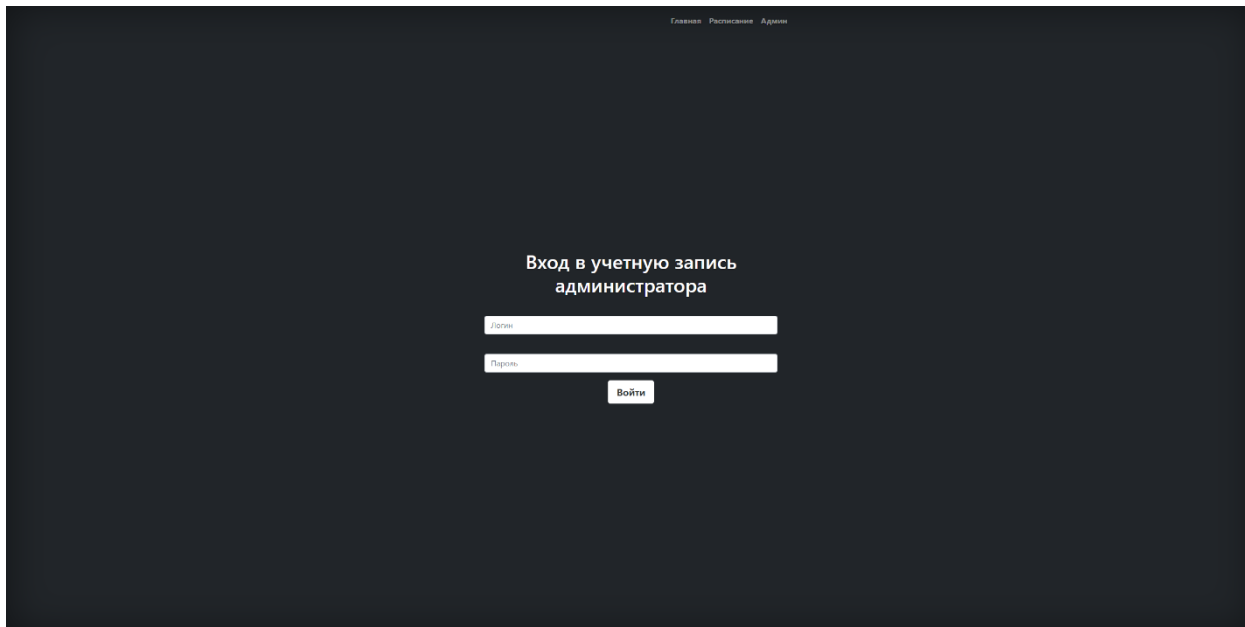 Главная Расписание Админ
Вход в учетную запись
администратора
Логин
Пароль
Войти